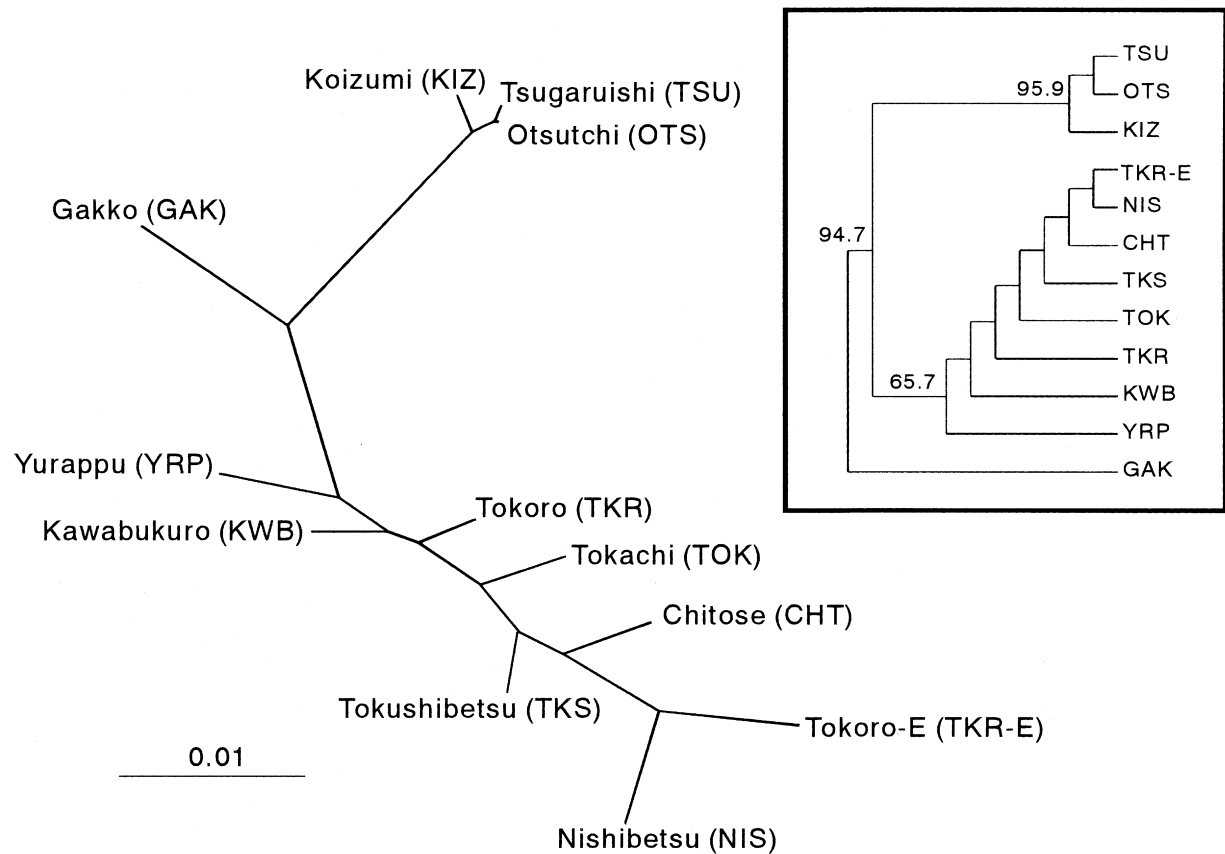 Koizumi (KIZ)
Tsugaruishi (TSU)
Otsutchi (OTS)
Gakko (GAK)
Yurappu (YRP)
Kawabukuro (KWB)
Tokoro (TKR)
Tokachi (TOK)
Chitose (CHT)
Tokushibetsu (TKS)
Tokoro-E (TKR-E)
Nishibetsu (NIS)
0.01
TSU
95.9
OTS
KIZ
TKR-E
NIS
94.7
CHT
TKS
TOK
TKR
65.7
KWB
YRP
GAK